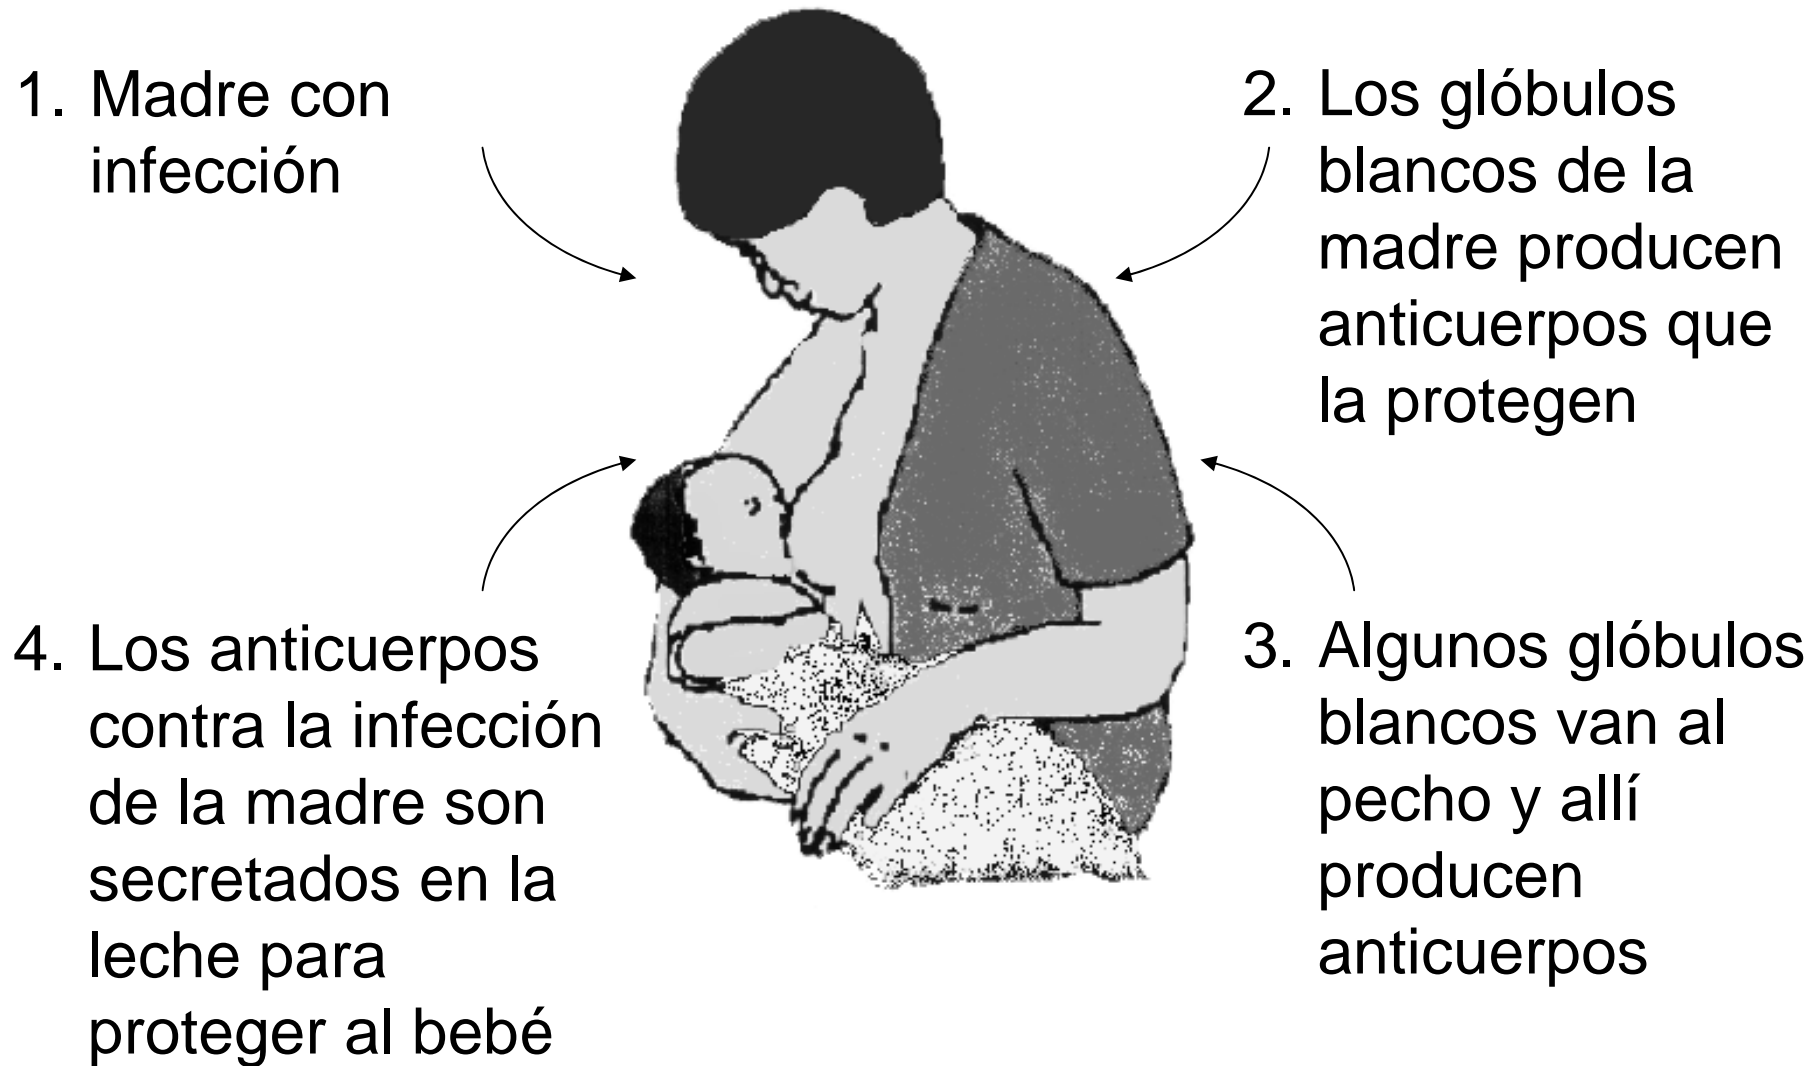 1. Madre con
infección
2. Los glóbulos
blancos de la
madre producen
anticuerpos que
la protegen
3. Algunos glóbulos
blancos van al
pecho y allí
producen
anticuerpos
4. Los anticuerpos
contra la infección
de la madre son
secretados en la
leche para
proteger al bebé